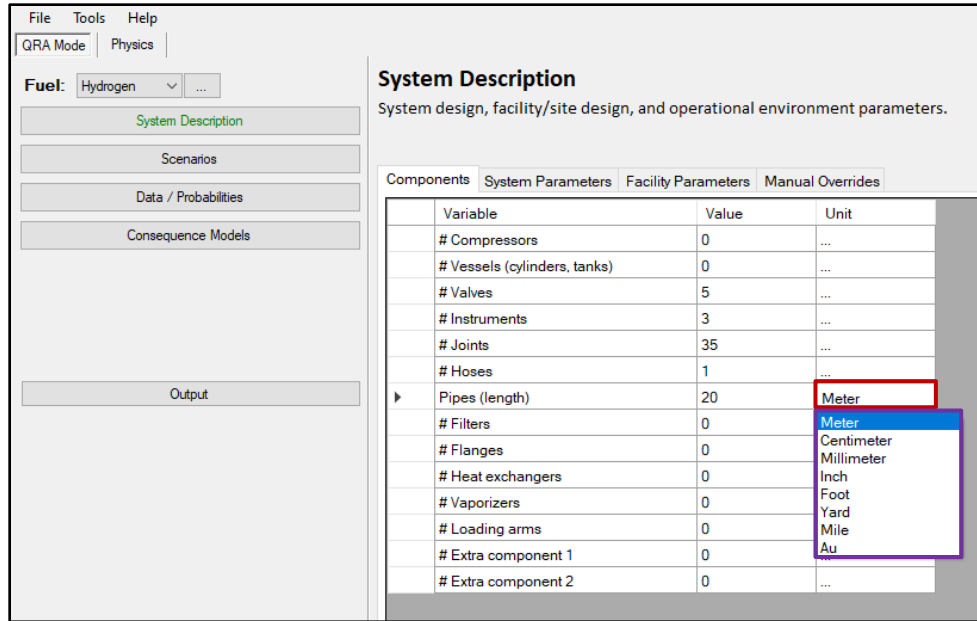 File Tools Help
QRA Mode Physics
Fuel: Hydrogen ...
System Description
Scenarios
Data / Probabilities
Consequence Models
Output
System Description
System design, facility/site design, and operational environment parameters.
Components System Parameters Facility Parameters Manual Overrides
Variable Value Unit
# Compressors 0 ...
# Vessels (cylinders, tanks) 0 ...
# Valves 5 ...
# Instruments 3 ...
# Joints 35 ...
# Hoses 1 ...
Pipes (length) 20 Meter
# Filters 0
# Flanges 0
# Heat exchangers 0
# Vaporizers 0
# Loading arms 0
# Extra component 1 0 ...
# Extra component 2 0 ...
Meter
Centimeter
Millimeter
Inch
Foot
Yard
Mile
Au